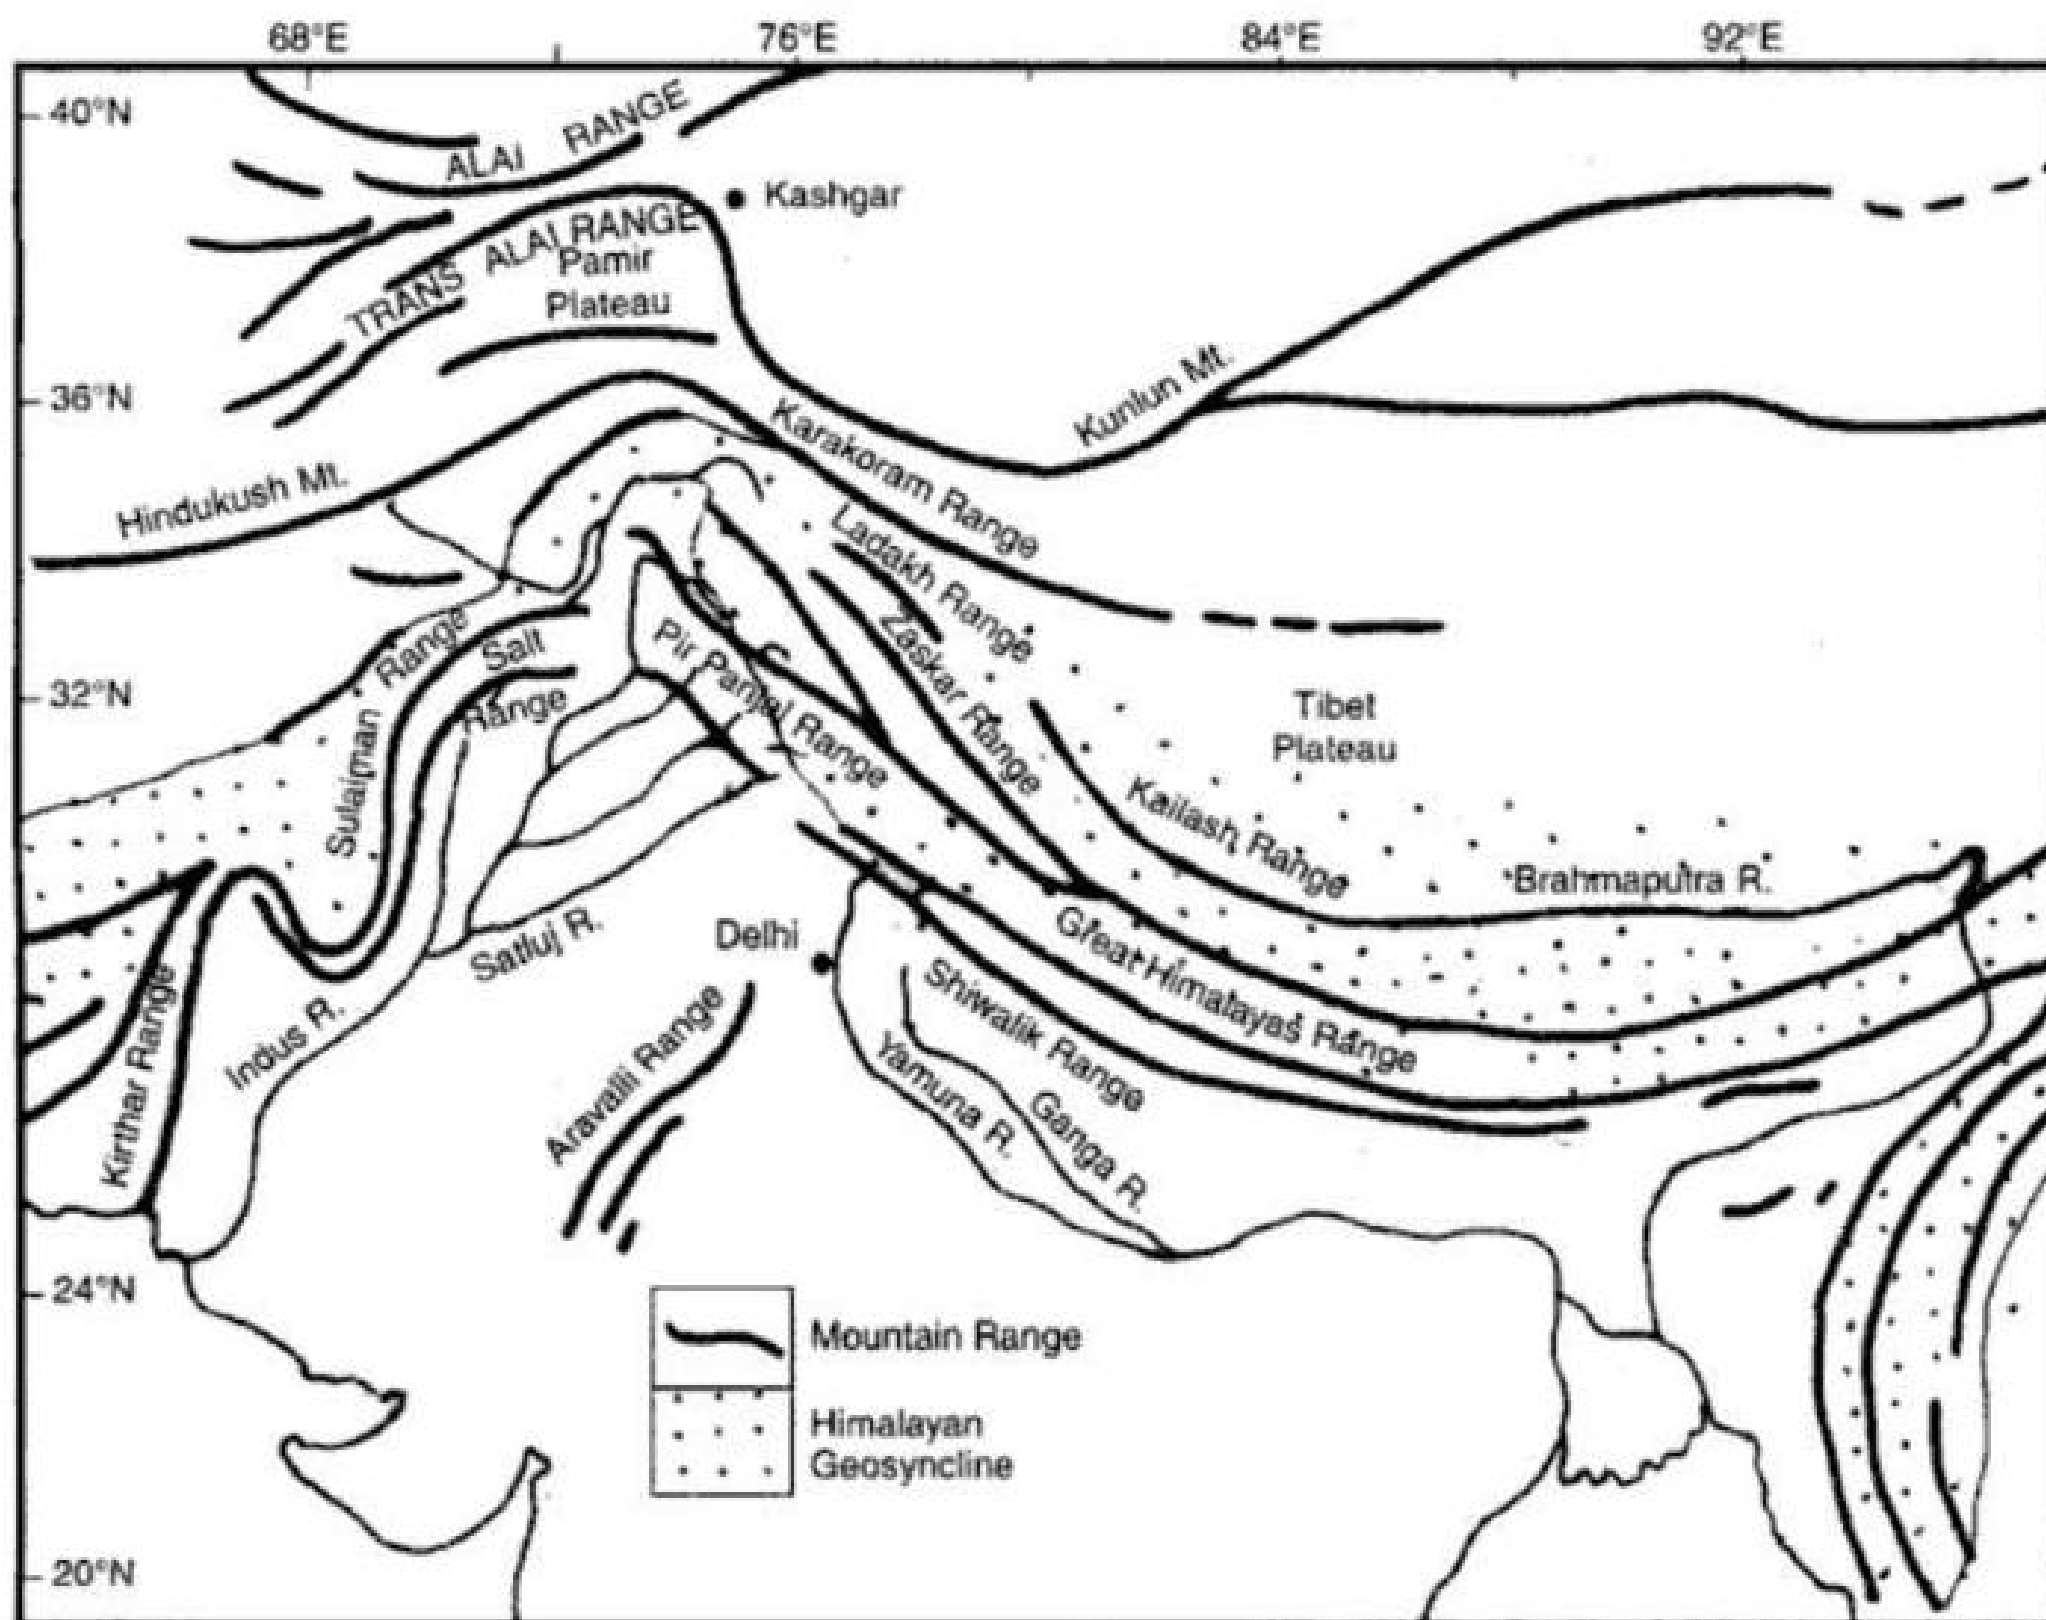 68°E 76°E 84°E 92°E
40°N
ALAI RANGE
Kashgar
TRANS ALAI RANGE
Pamir
Plateau
36°N
Kunlun Mt.
Karakoram Range
Hindukush Mt.
Ladakh Range
Zaskar Range
Salt
Range
Pir Panjal Range
32°N
Sulaiman Range
Tibet
Plateau
Kailash Range
Brahmaputra R.
Great Himalayas Range
Delhi
Satluj R.
Shiwalik Range
Kirthar Range
Indus R.
Aravalli Range
Yamuna R.
Ganga R.
24°N
Mountain Range
Himalayan
Geosyncline
20°N